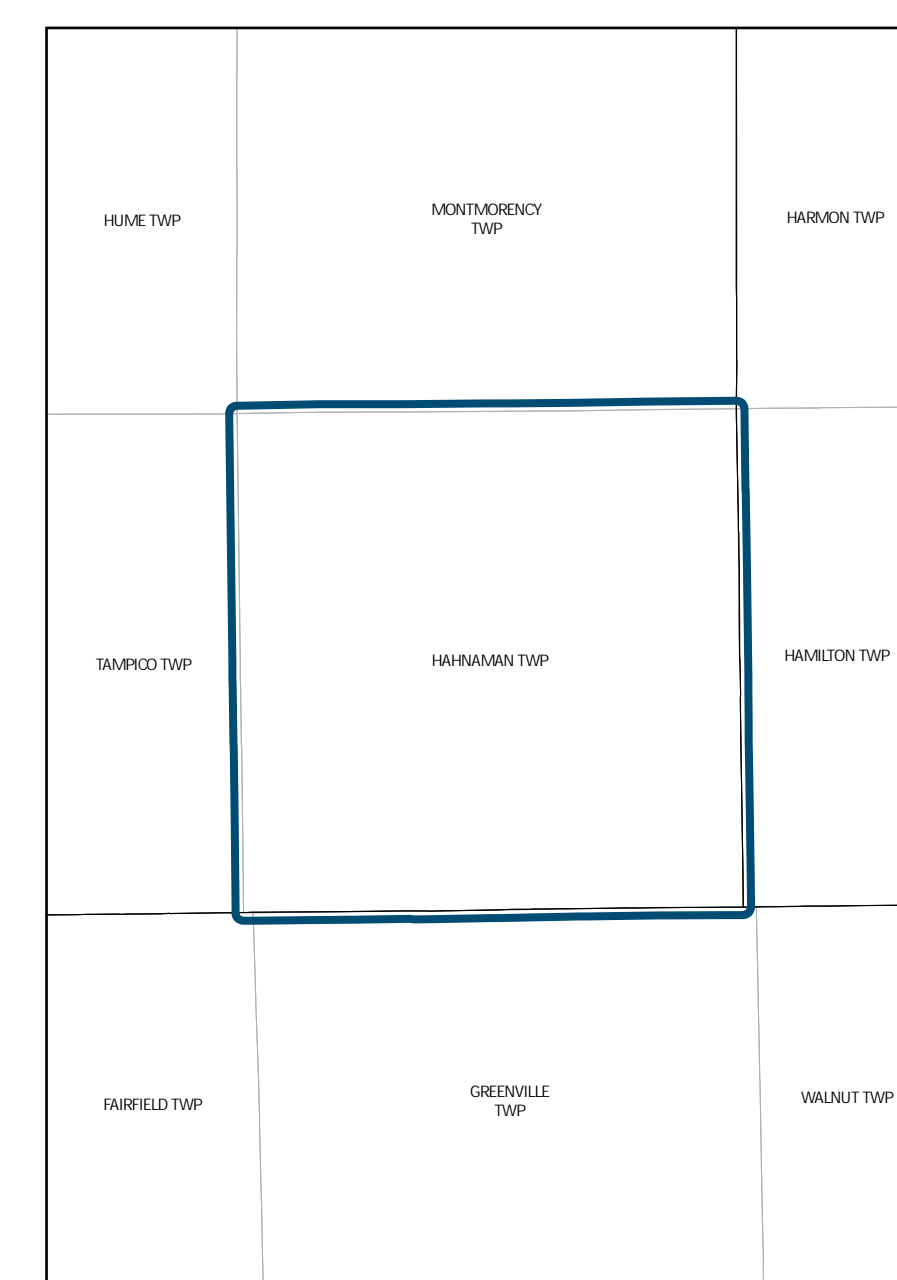 HUME TWP
MONTMORENCY
TWP
HARMON TWP
TAMPICO TWP
HAHNAMAN TWP
HAMILTON TWP
FAIRFIELD TWP
GREENVILLE
TWP
WALNUT TWP